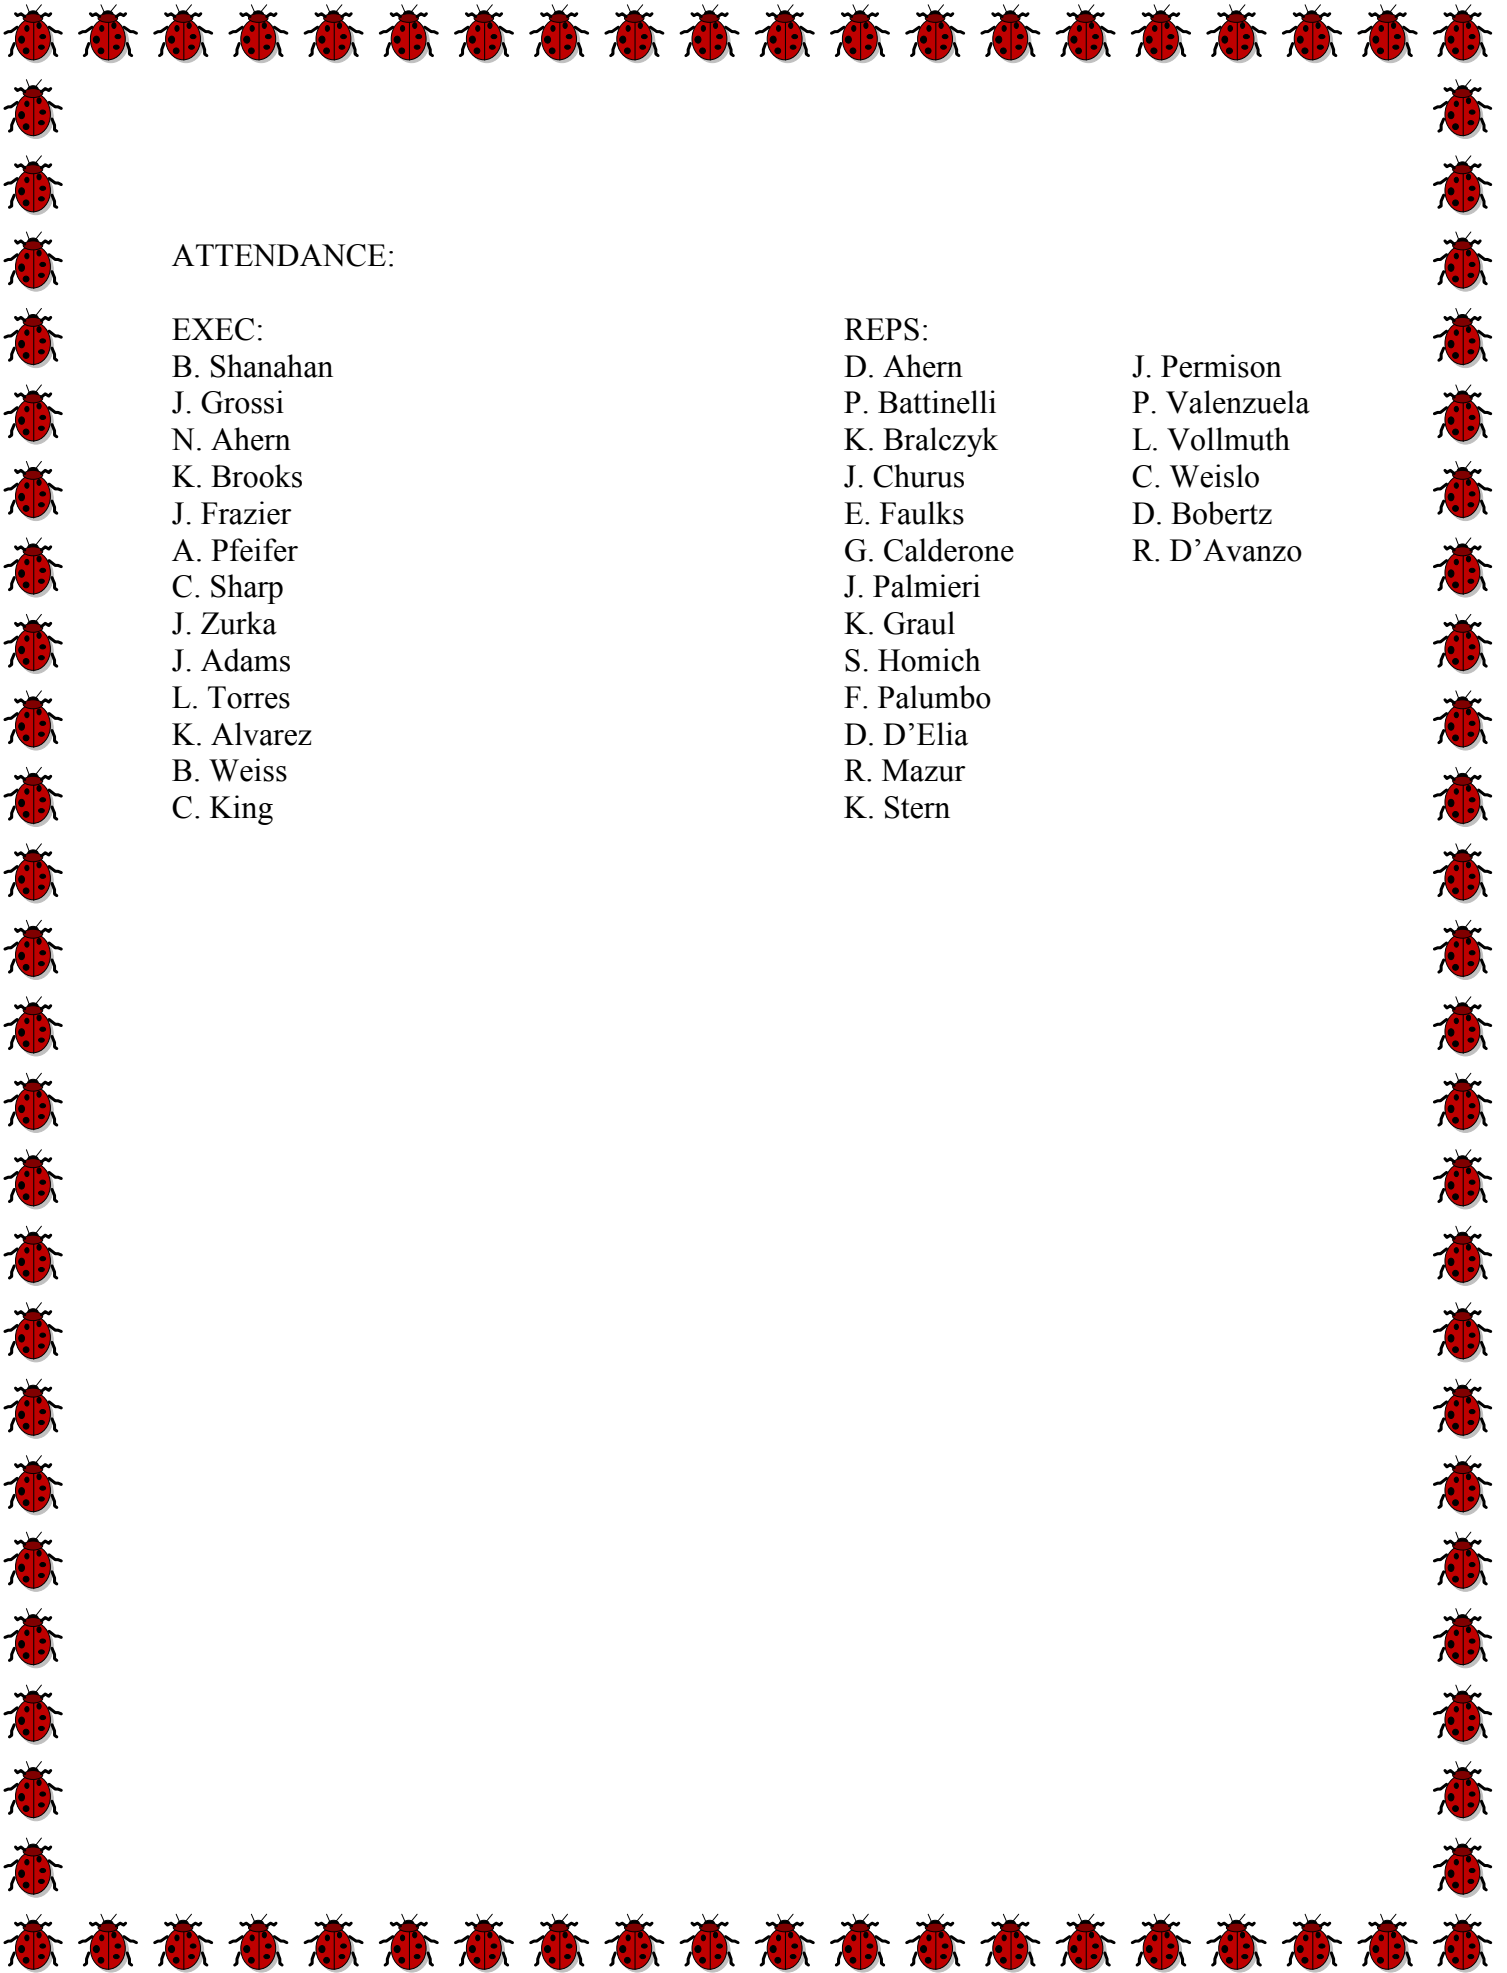 ATTENDANCE:
EXEC:
B. Shanahan
J. Grossi
N. Ahern
K. Brooks
J. Frazier
A. Pfeifer
C. Sharp
J. Zurka
J. Adams
L. Torres
K. Alvarez
B. Weiss
C. King
REPS:
D. Ahern
P. Battinelli
K. Bralczyk
J. Churus
E. Faulks
G. Calderone
J. Palmieri
K. Graul
S. Homich
F. Palumbo
D. D’Elia
R. Mazur
K. Stern
J. Permison
P. Valenzuela
L. Vollmuth
C. Weislo
D. Bobertz
R. D’Avanzo